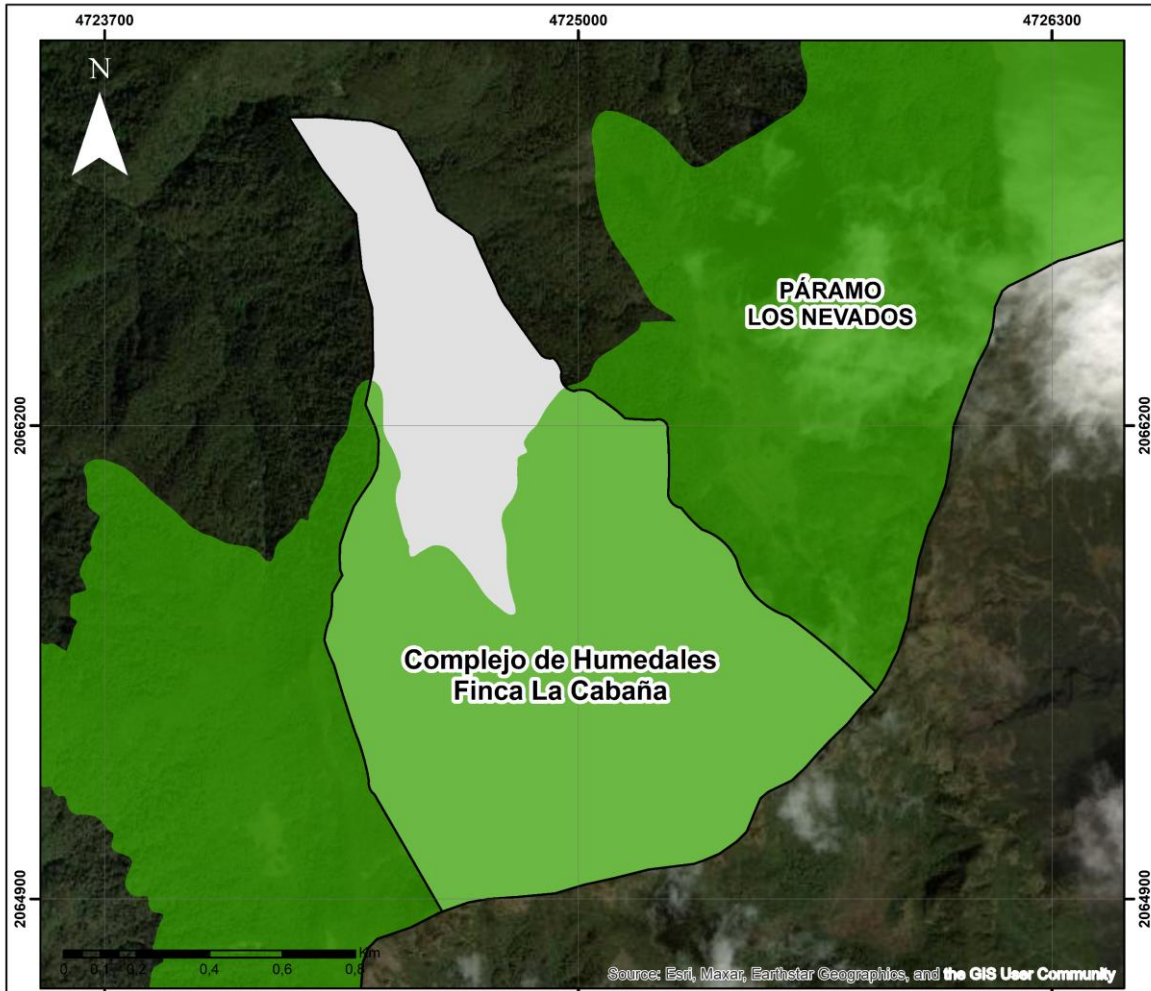 4723700 4725000 4726300
N
PÁRAMO
LOS NEVADOS
2066200 2066200
Complejo de Humedales
Finca La Cabaña
2064900 2064900
Km
0 0,1 0,2 0,4 0,6 0,8
Source: Esri, Maxar, Earthstar Geographics, and the GIS User Community